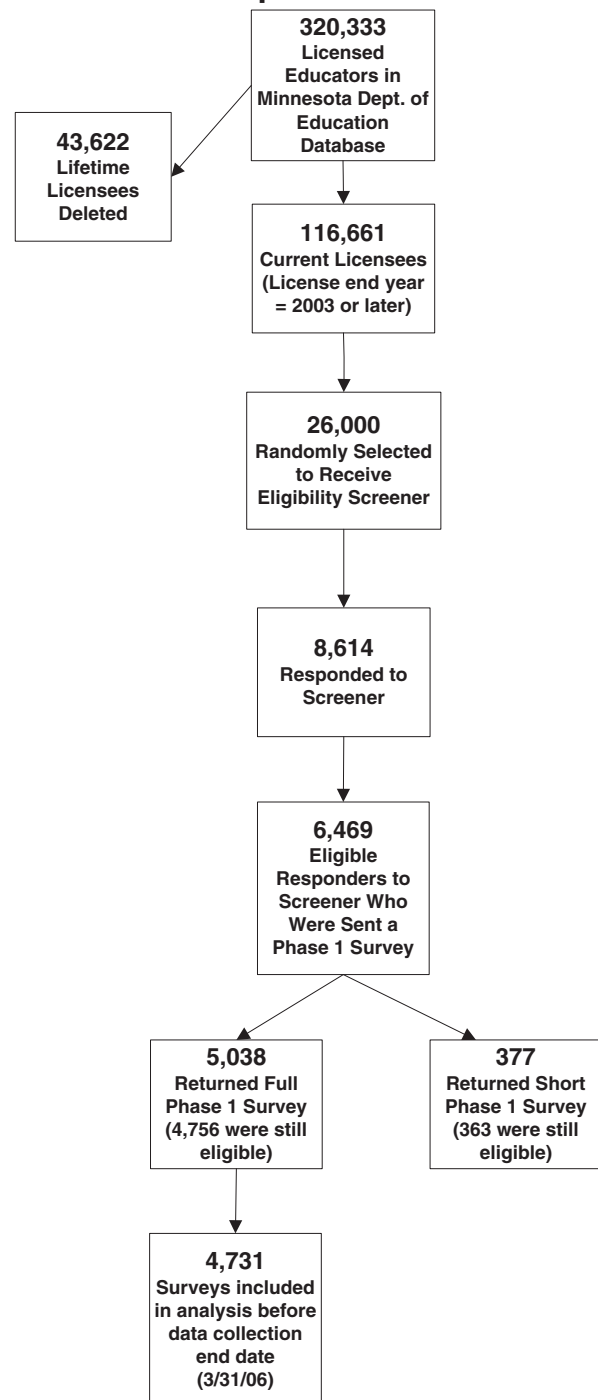 320,333
Licensed
Educators in
Minnesota Dept. of
Education
Database
43,622
Lifetime
Licensees
Deleted
116,661
Current Licensees
(License end year
= 2003 or later)
26,000
Randomly Selected
to Receive
Eligibility Screener
8,614
Responded to
Screener
6,469
Eligible
Responders to
Screener Who
Were Sent a
Phase 1 Survey
5,038
Returned Full
Phase 1 Survey
(4,756 were still
eligible)
377
Returned Short
Phase 1 Survey
(363 were still
eligible)
4,731
Surveys included
in analysis before
data collection
end date
(3/31/06)